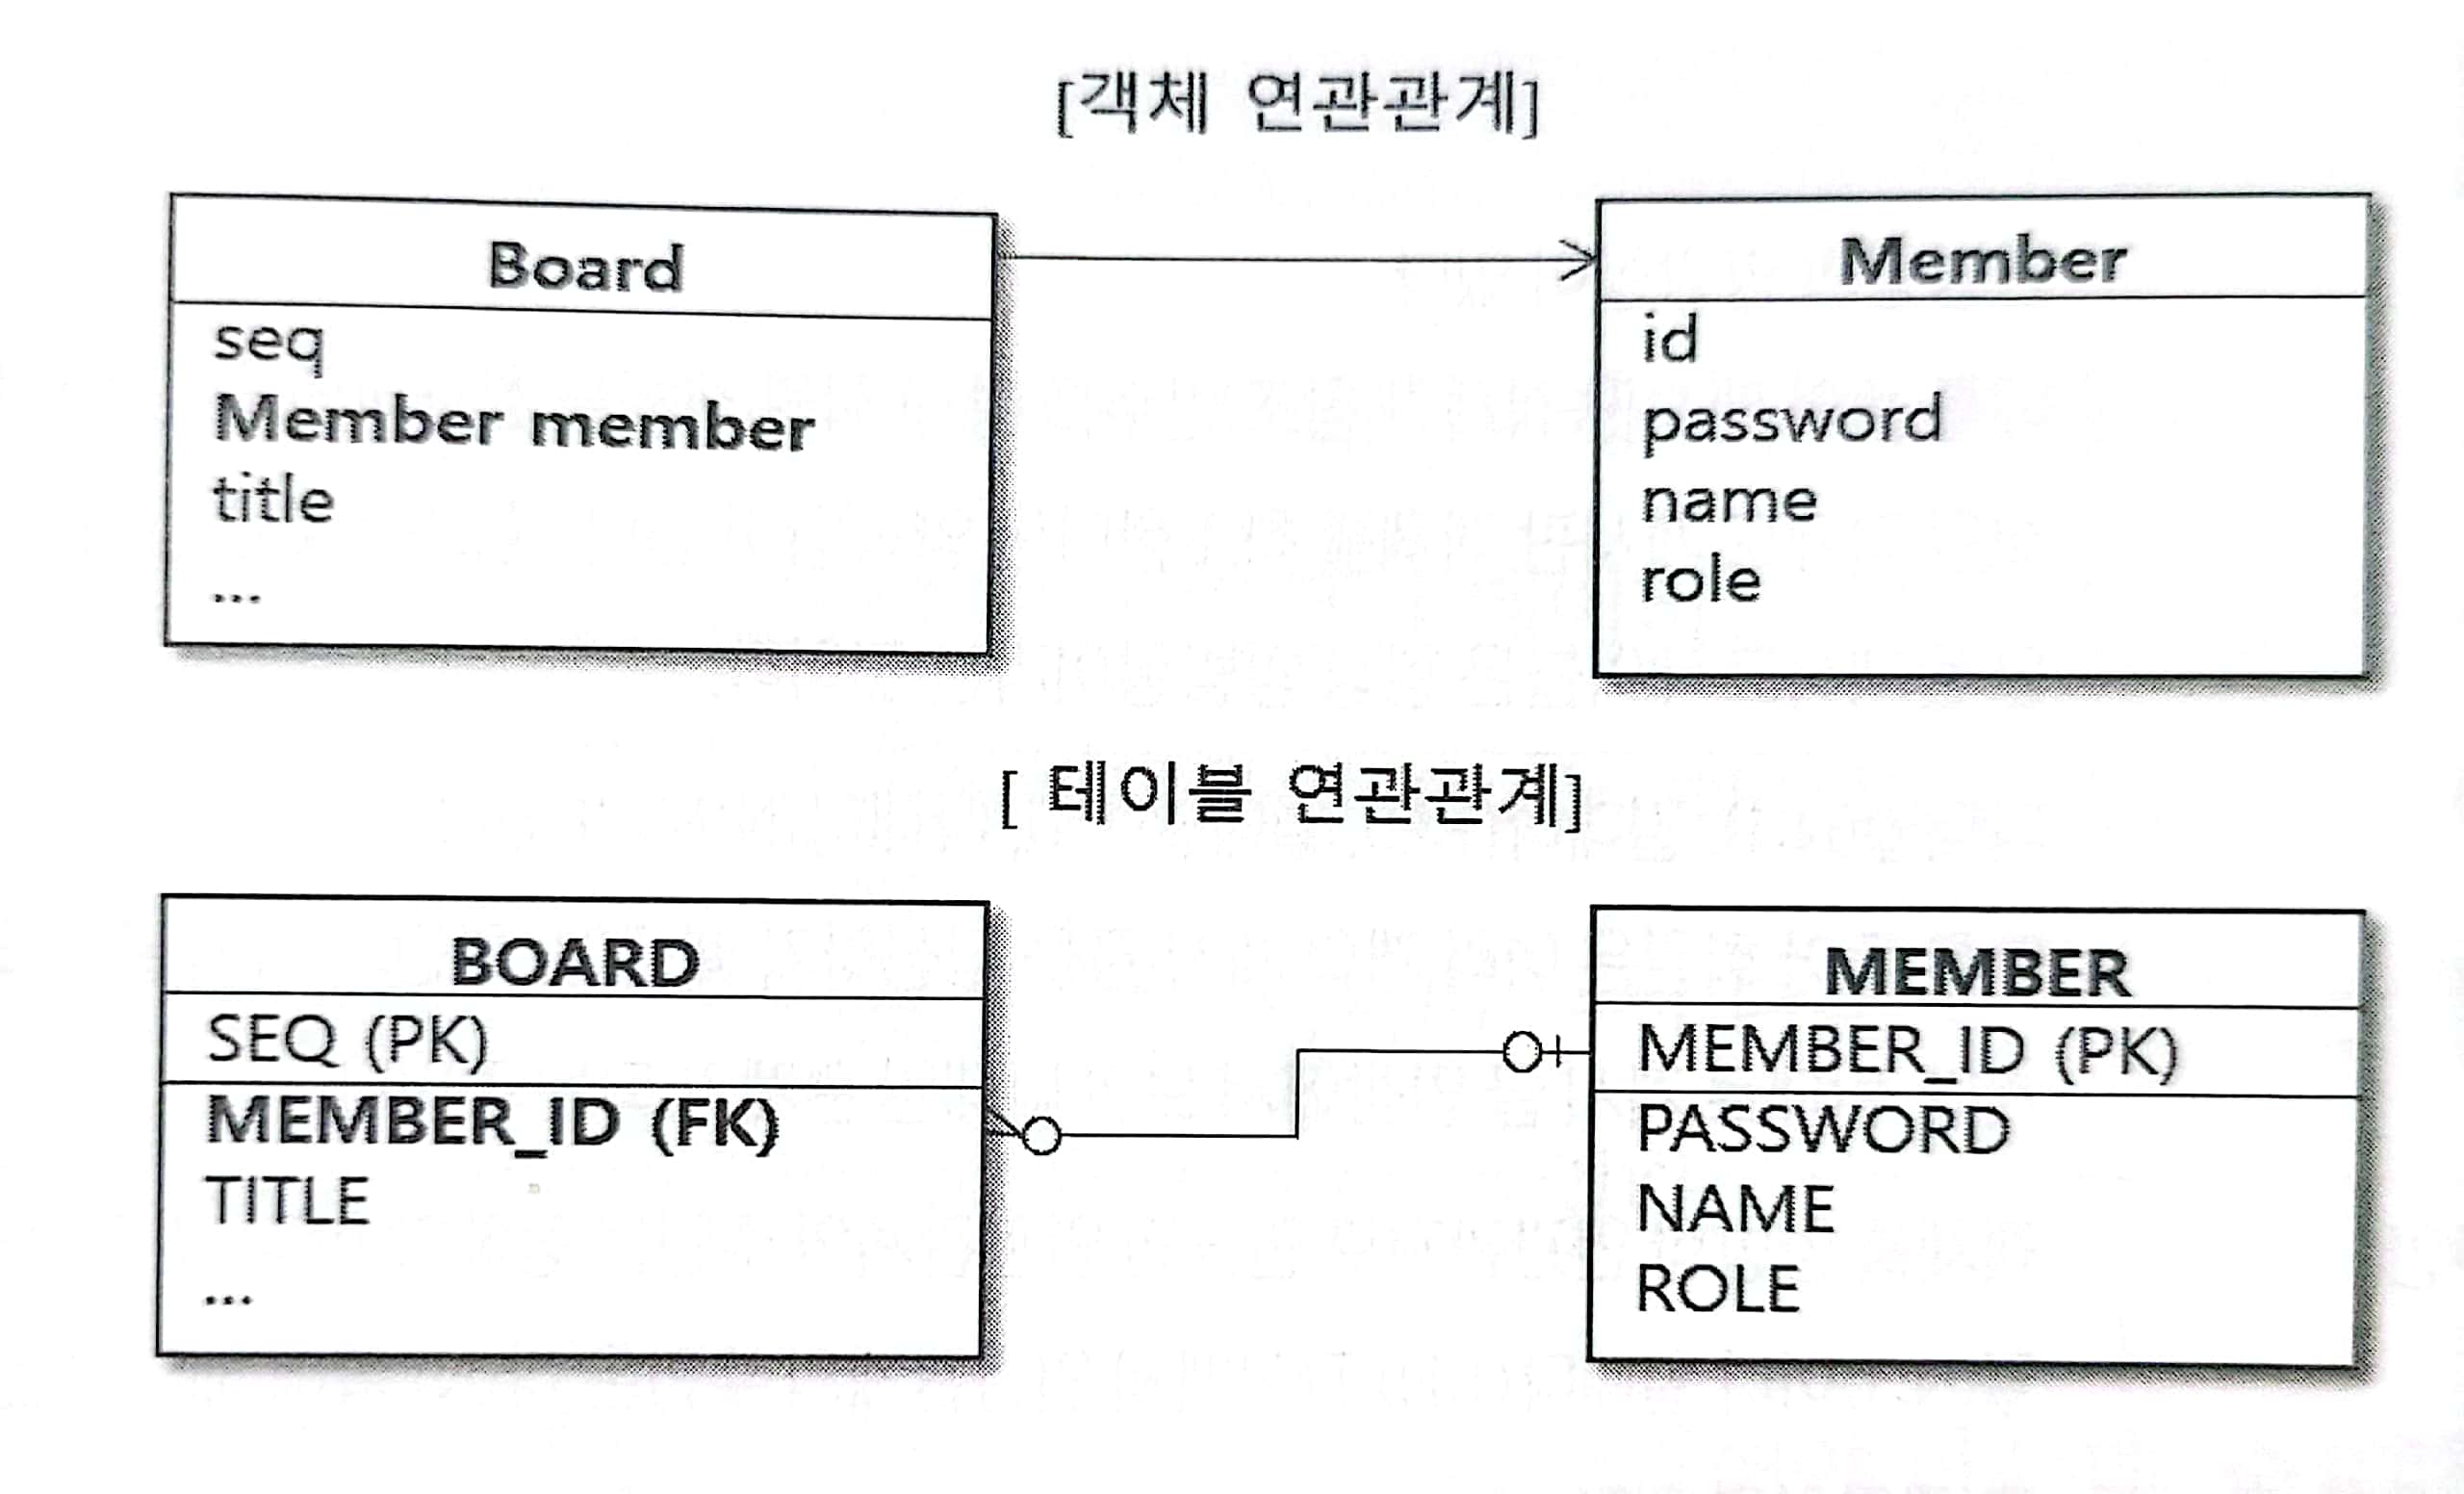 [객체 연관관계]
Board
seq
Member member
title
...
Member
id
password
name
role
[ 테이블 연관관계]
BOARD
SEQ (PK)
MEMBER_ID (FK)
TITLE
...
MEMBER
MEMBER_ID (PK)
PASSWORD
NAME
ROLE